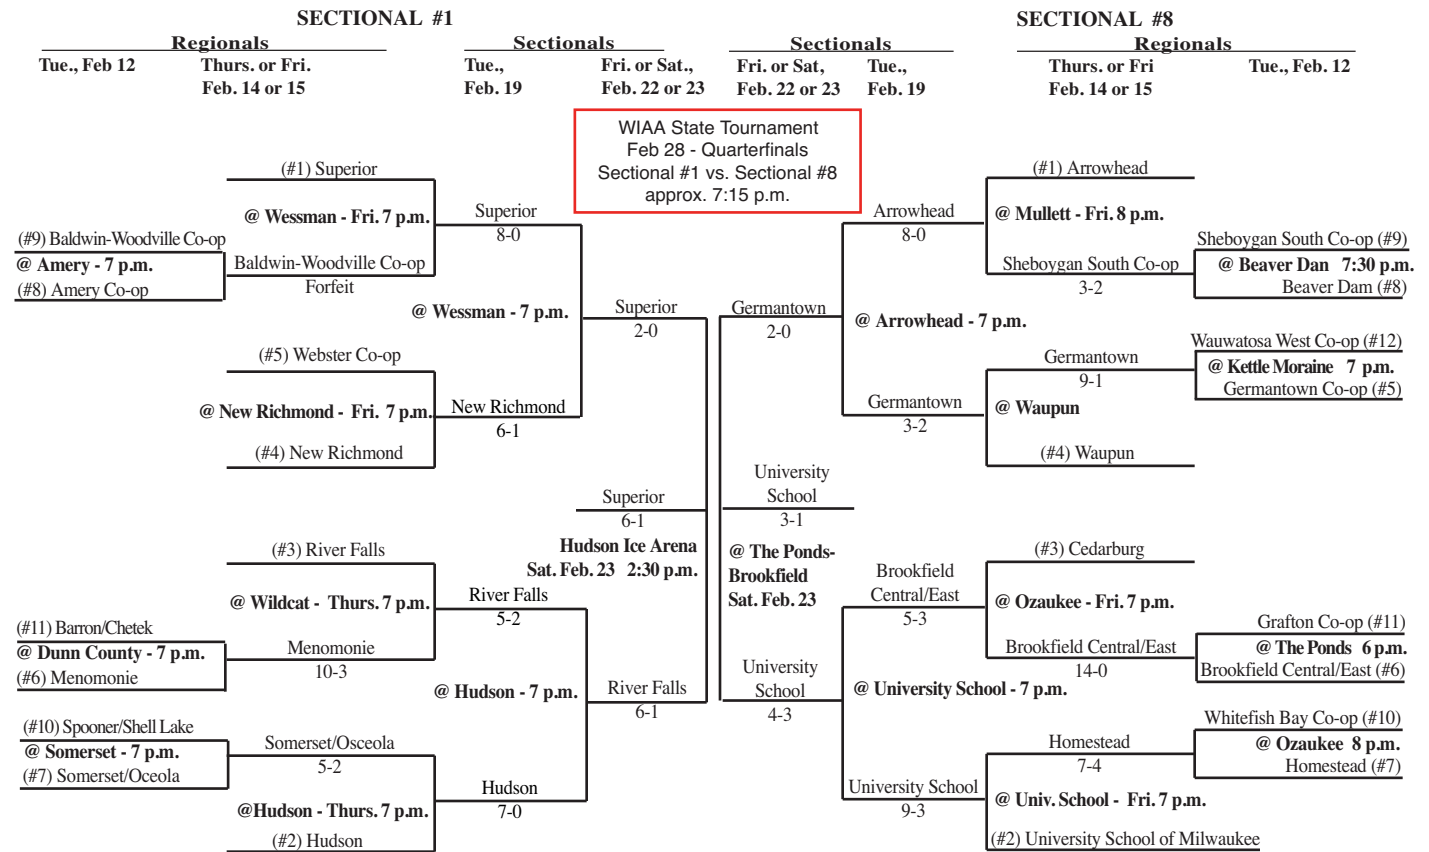 SECTIONAL #1
Regionals
Sectionals
Tue., Feb 12
Thurs. or Fri.
Feb. 14 or 15
Tue.,
Feb. 19
Fri. or Sat.,
Feb. 22 or 23
SECTIONAL #8
Sectionals
Regionals
Fri. or Sat,
Feb. 22 or 23
Tue.,
Feb. 19
Thurs. or Fri
Feb. 14 or 15
Tue., Feb. 12
WIAA State Tournament
Feb 28 - Quarterfinals
Sectional #1 vs. Sectional #8
approx. 7:15 p.m.
(#1) Superior
@ Wessman - Fri. 7 p.m.
(#9) Baldwin-Woodville Co-op
@ Amery - 7 p.m.
(#8) Amery Co-op
Baldwin-Woodville Co-op
Forfeit
Superior
8-0
@ Wessman - 7 p.m.
(#5) Webster Co-op
@ New Richmond - Fri. 7 p.m.
(#4) New Richmond
New Richmond
6-1
Superior
2-0
Superior
6-1
Hudson Ice Arena
Sat. Feb. 23 2:30 p.m.
(#3) River Falls
@ Wildcat - Thurs. 7 p.m.
(#11) Barron/Chetek
@ Dunn County - 7 p.m.
(#6) Menomonie
Menomonie
10-3
River Falls
5-2
@ Hudson - 7 p.m.
River Falls
6-1
(#10) Spooner/Shell Lake
@ Somerset - 7 p.m.
(#7) Somerset/Oceola
Somerset/Osceola
5-2
@Hudson - Thurs. 7 p.m.
(#2) Hudson
Hudson
7-0
(#1) Arrowhead
Arrowhead
8-0
@ Mullett - Fri. 8 p.m.
Sheboygan South Co-op (#9)
@ Beaver Dan 7:30 p.m.
Beaver Dam (#8)
Sheboygan South Co-op
3-2
Germantown
2-0
@ Arrowhead - 7 p.m.
Wauwatosa West Co-op (#12)
@ Kettle Moraine 7 p.m.
Germantown Co-op (#5)
Germantown
9-1
Germantown
3-2
@ Waupun
(#4) Waupun
University
School
3-1
@ The Ponds-
Brookfield
Sat. Feb. 23
(#3) Cedarburg
Brookfield
Central/East
5-3
@ Ozaukee - Fri. 7 p.m.
Grafton Co-op (#11)
@ The Ponds 6 p.m.
Brookfield Central/East (#6)
Brookfield Central/East
14-0
University
School
4-3
@ University School - 7 p.m.
Whitefish Bay Co-op (#10)
@ Ozaukee 8 p.m.
Homestead (#7)
Homestead
7-4
University School
9-3
@ Univ. School - Fri. 7 p.m.
(#2) University School of Milwaukee